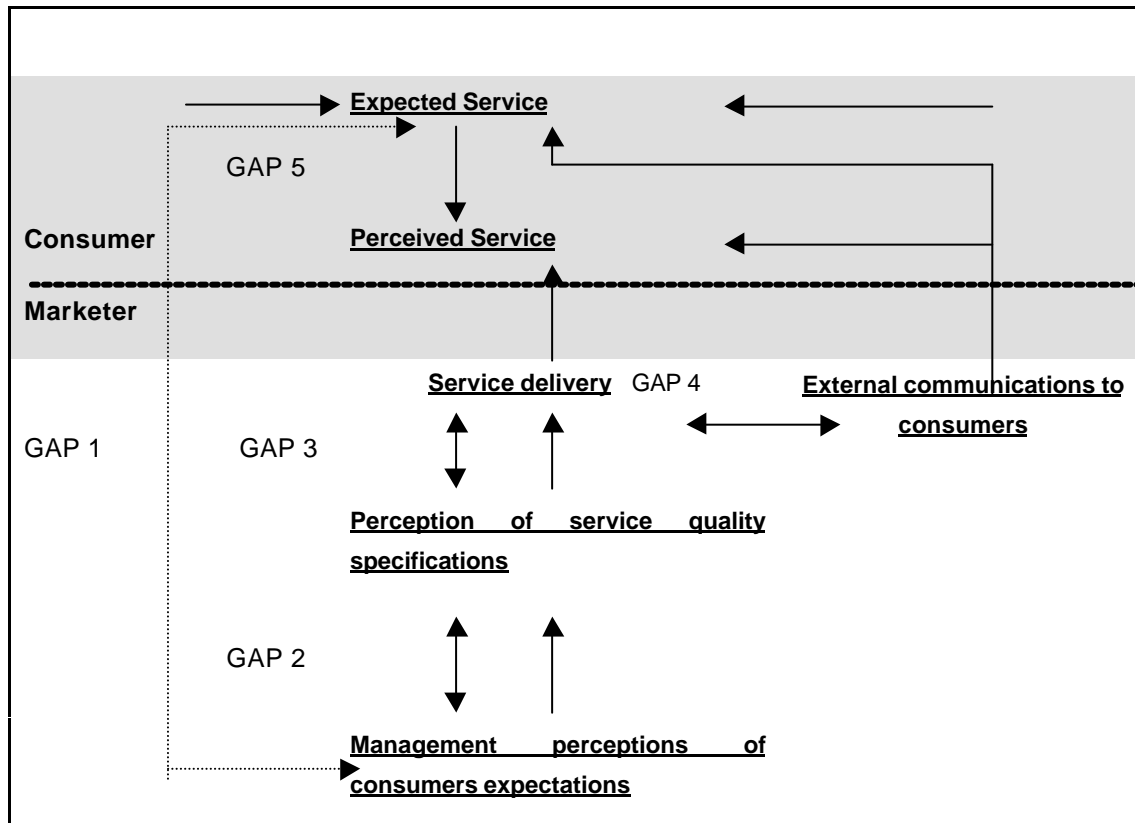 Expected Service
GAP 5
Consumer
Perceived Service
Marketer
Service delivery GAP 4
External communications to
consumers
GAP 1
GAP 3
Perception of service quality
specifications
GAP 2
Management perceptions of
consumers expectations